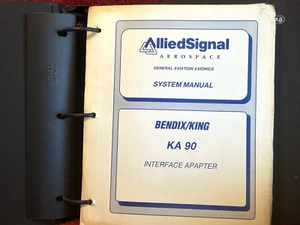 AlliedSignal
AEROSPACE
GENERAL AVIATION AVIONICS
SYSTEM MANUAL
BENDIX/KING
KA 90
INTERFACE APAPTER